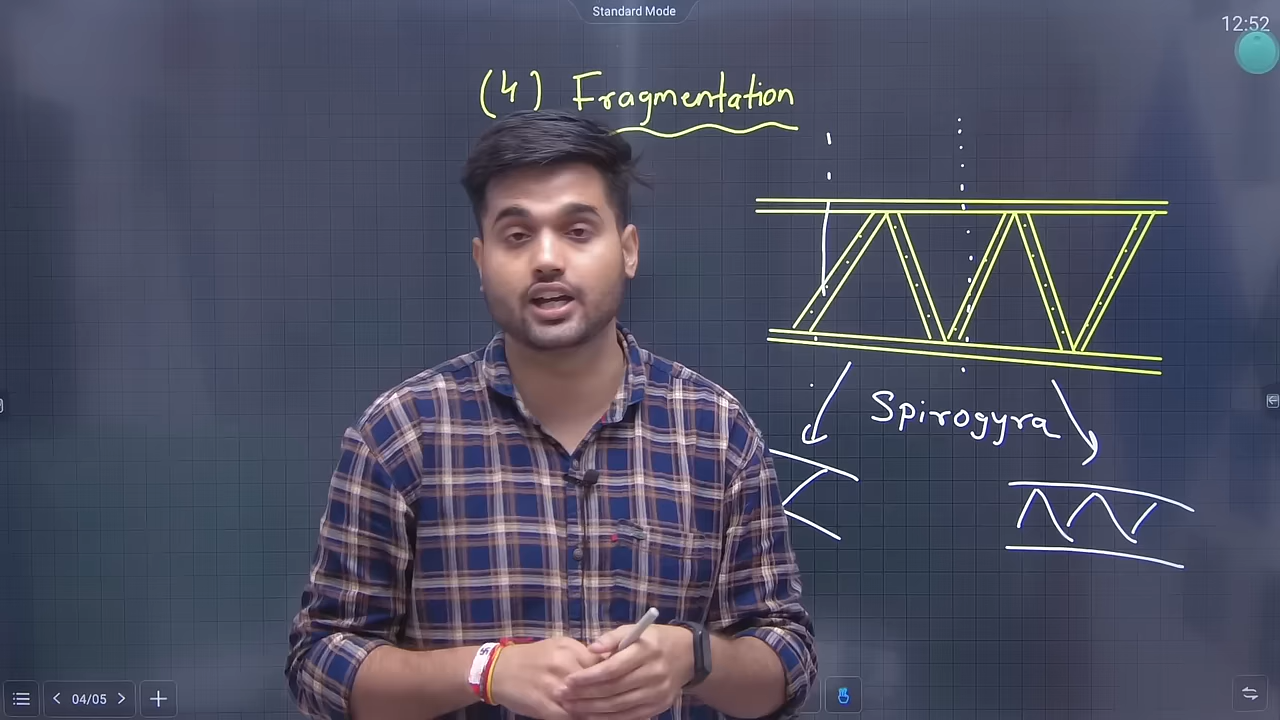 Standard Mode
12:52
(4) Fragmentation
Spirogyra
04/05